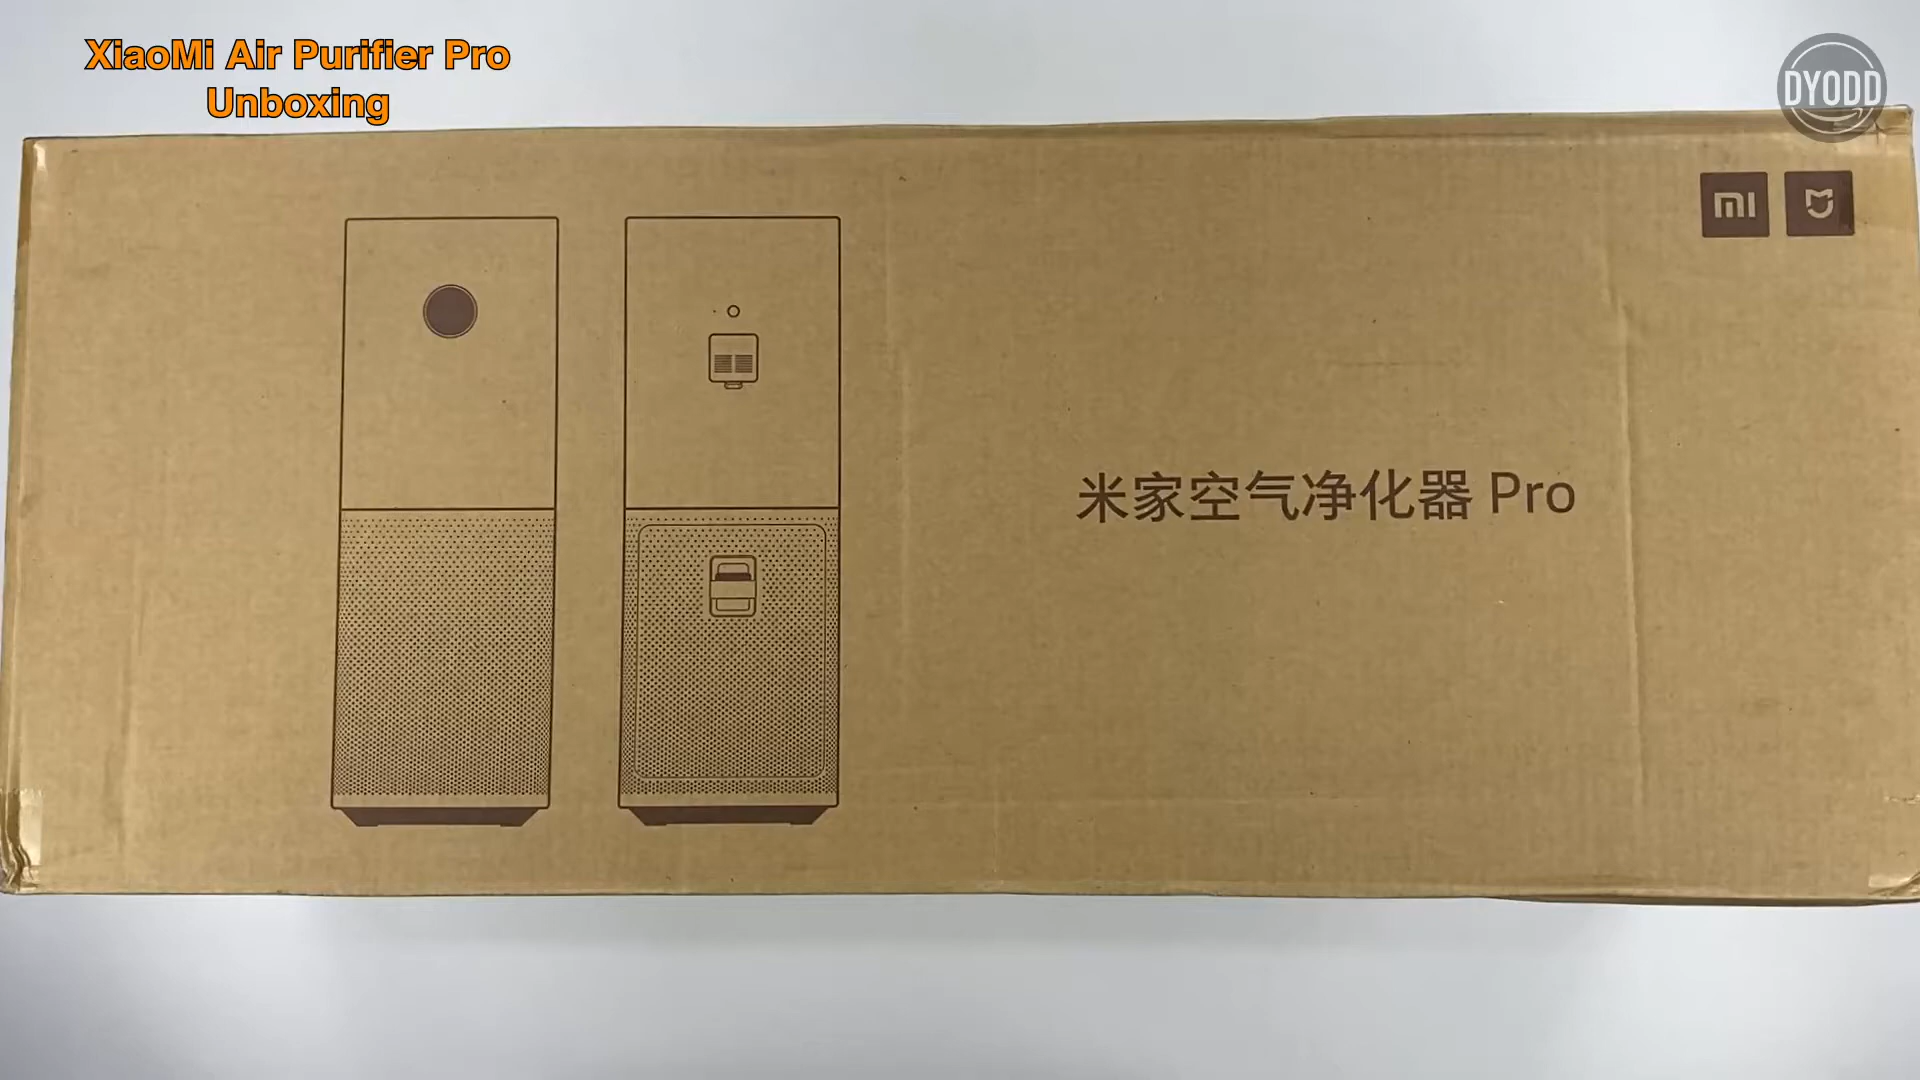 XiaoMi Air Purifier Pro
Unboxing
DYODD
mi
米家空气净化器 Pro